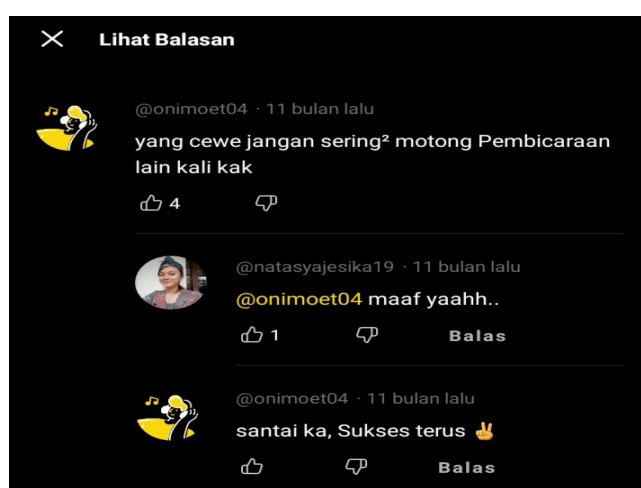 Lihat Balasan
@onimoet04 · 11 bulan lalu
yang cewe jangan sering² motong Pembicaraan
lain kali kak
4
@natasyajesika19 · 11 bulan lalu
@onimoet04 maaf yaahh..
1 Balas
@onimoet04 · 11 bulan lalu
santai ka, Sukses terus ✌️
Balas